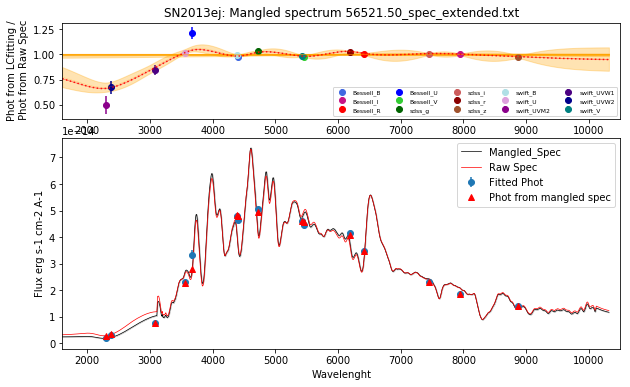 SN2013ej: Mangled spectrum 56521.50_spec_extended.txt
Phot from LCfitting /
Phot from Raw Spec
1.25
1.00
0.75
0.50
Bessell_B
Bessell_I
Bessell_R
Bessell_U
Bessell_V
sdss_g
sdss_i
sdss_r
sdss_z
swift_B
swift_U
swift_UVM2
swift_UVW1
swift_UVW2
swift_V
2000 3000 4000 5000 6000 7000 8000 9000 10000
1e-14
Flux erg s-1 cm-2 A-1
7
6
5
4
3
2
1
0
Mangled_Spec
Raw Spec
Fitted Phot
Phot from mangled spec
2000 3000 4000 5000 6000 7000 8000 9000 10000
Wavelenght